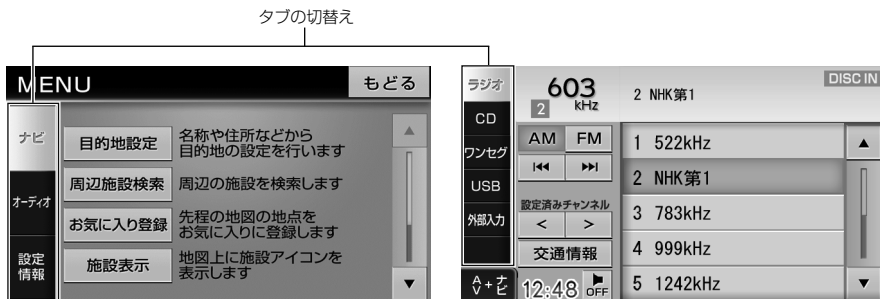 タブの切替え
MENU
もどる
ナビ
オーディオ
設定
情報
目的地設定
名称や住所などから
目的地の設定を行います
周辺施設検索
周辺の施設を検索します
お気に入り登録
先程の地図の地点を
お気に入りに登録します
施設表示
地図上に施設アイコンを
表示します
ラジオ
CD
ワンセグ
USB
外部入力
A
V
+
ナ
ビ
603
kHz
2
2 NHK第1
DISC IN
AM
FM
設定済みチャンネル
<
>
交通情報
12:48
OFF
1 522kHz
2 NHK第1
3 783kHz
4 999kHz
5 1242kHz